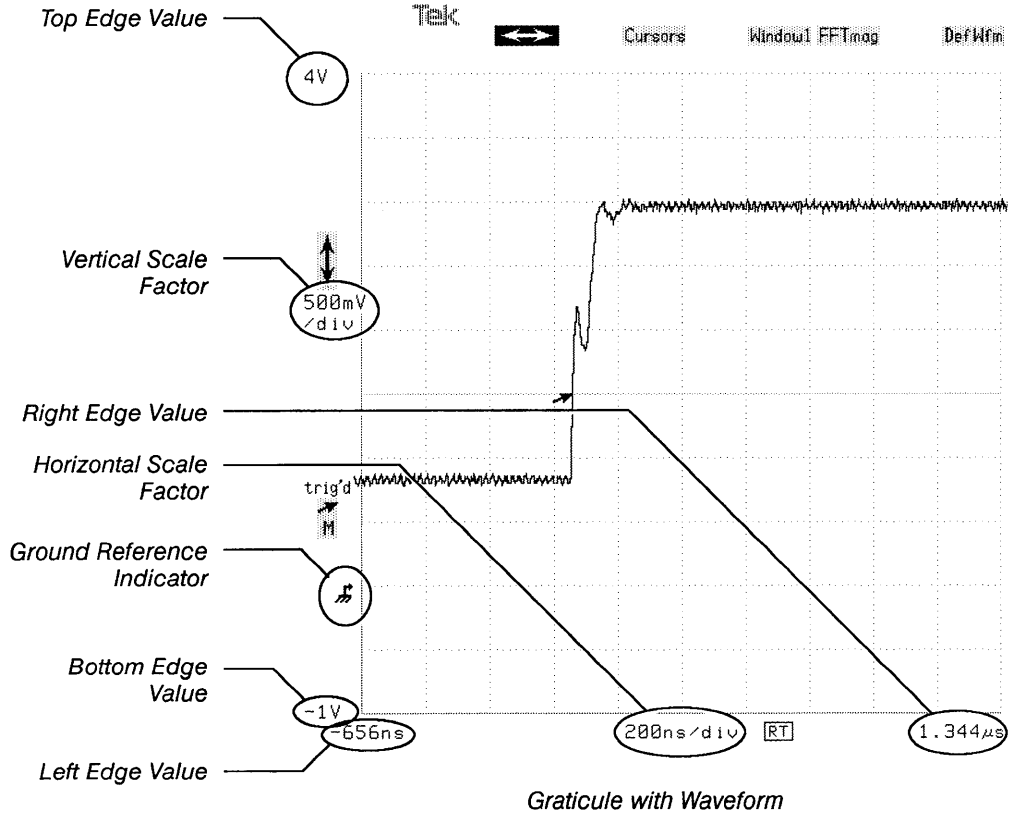 Tek
Top Edge Value
Cursors
Window1 FFTmag
DefWfm
4V
Vertical Scale
Factor
500mV
/div
Right Edge Value
Horizontal Scale
Factor
trig'd
M
Ground Reference
Indicator
Bottom Edge
Value
-1V
-656ns
200ns/div
RT
1.344µs
Left Edge Value
Graticule with Waveform